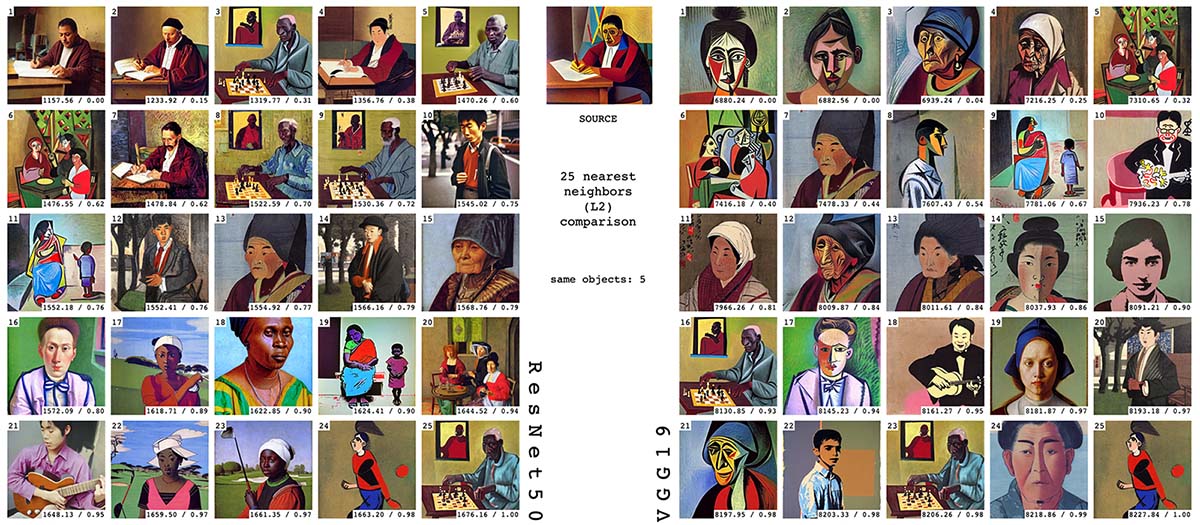 1 2 3 4 5
1157.56 / 0.00 1233.92 / 0.15 1319.77 / 0.31 1356.76 / 0.38 1470.26 / 0.60
6 7 8 9 10
1476.55 / 0.62 1478.84 / 0.62 1522.59 / 0.70 1530.36 / 0.72 1545.02 / 0.75
11 12 13 14 15
1552.18 / 0.76 1552.41 / 0.76 1554.92 / 0.77 1566.16 / 0.79 1568.76 / 0.79
16 17 18 19 20
1572.09 / 0.80 1618.71 / 0.89 1622.85 / 0.90 1624.41 / 0.90 1644.52 / 0.94
21 22 23 24 25
1648.13 / 0.95 1659.50 / 0.97 1661.35 / 0.97 1663.20 / 0.98 1676.16 / 1.00
ResNet50
SOURCE
25 nearest
neighbors
(L2)
comparison
same objects: 5
VGG19
1 2 3 4 5
6880.24 / 0.00 6882.56 / 0.00 6939.24 / 0.04 7216.25 / 0.25 7310.65 / 0.32
6 7 8 9 10
7416.18 / 0.40 7478.33 / 0.44 7607.43 / 0.54 7781.06 / 0.67 7936.23 / 0.78
11 12 13 14 15
7966.26 / 0.81 8009.87 / 0.84 8011.61 / 0.84 8037.93 / 0.86 8091.21 / 0.90
16 17 18 19 20
8130.85 / 0.93 8145.23 / 0.94 8161.27 / 0.95 8181.87 / 0.97 8193.18 / 0.97
21 22 23 24 25
8197.95 / 0.98 8203.33 / 0.98 8206.26 / 0.98 8218.86 / 0.99 8227.84 / 1.00